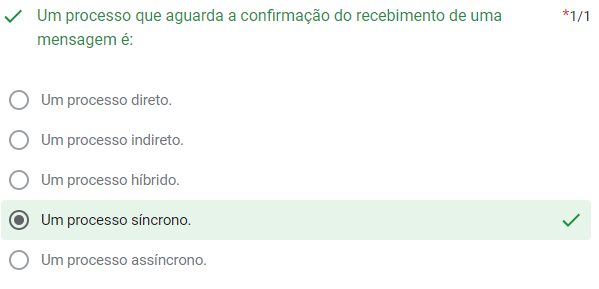 Um processo que aguarda a confirmação do recebimento de uma *1/1
mensagem é:
Um processo direto.
Um processo indireto.
Um processo híbrido.
Um processo síncrono.
Um processo assíncrono.